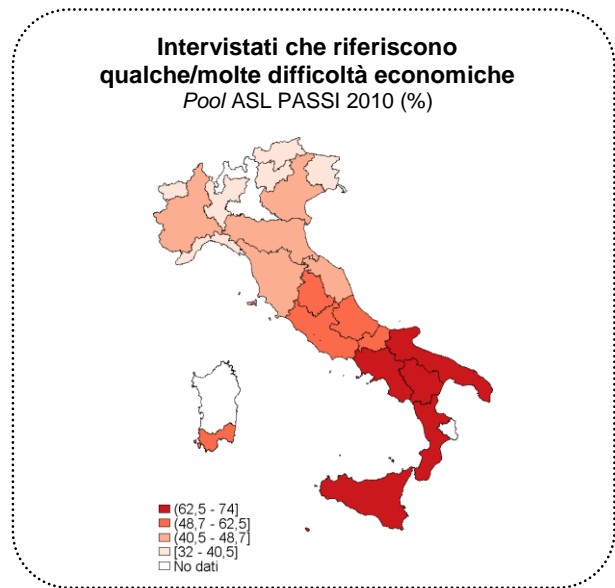 Intervistati che riferiscono
qualche/molte difficoltà economiche
Pool ASL PASSI 2010 (%)
(62,5 - 74]
(48,7 - 62,5]
(40,5 - 48,7]
[32 - 40,5]
No dati